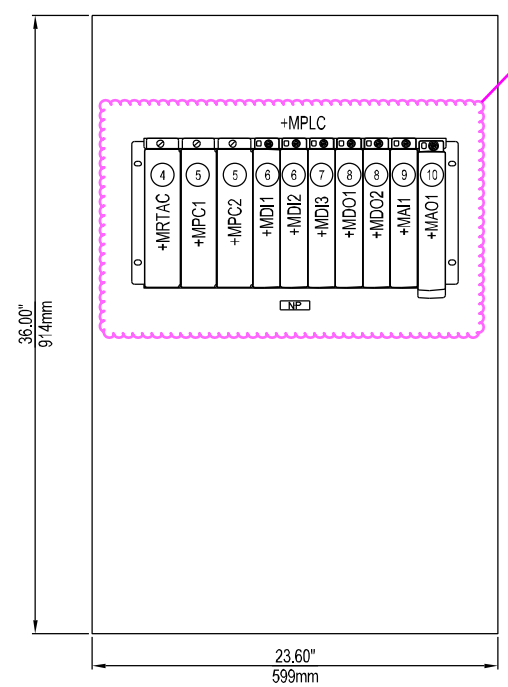 +MPLC
4 5 5 6 6 7 8 8 9 10
+MRTAC
+MPC1
+MPC2
+MDI1
+MDI2
+MDI3
+MDO1
+MDO2
+MAI1
+MAO1
NP
36.00"
914mm
23.60"
599mm